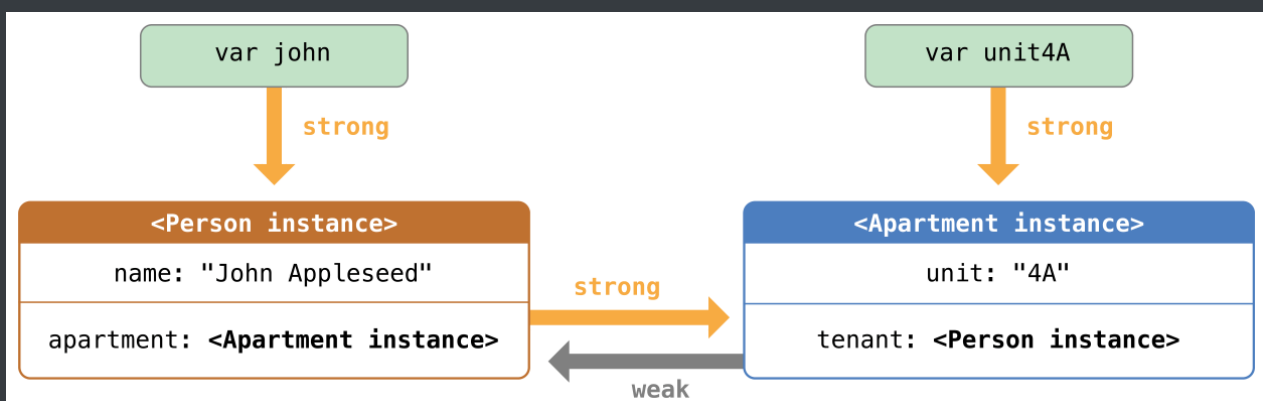 var john
var unit4A
strong
strong
<Person instance>
name: "John Appleseed"
apartment: <Apartment instance>
strong
weak
<Apartment instance>
unit: "4A"
tenant: <Person instance>